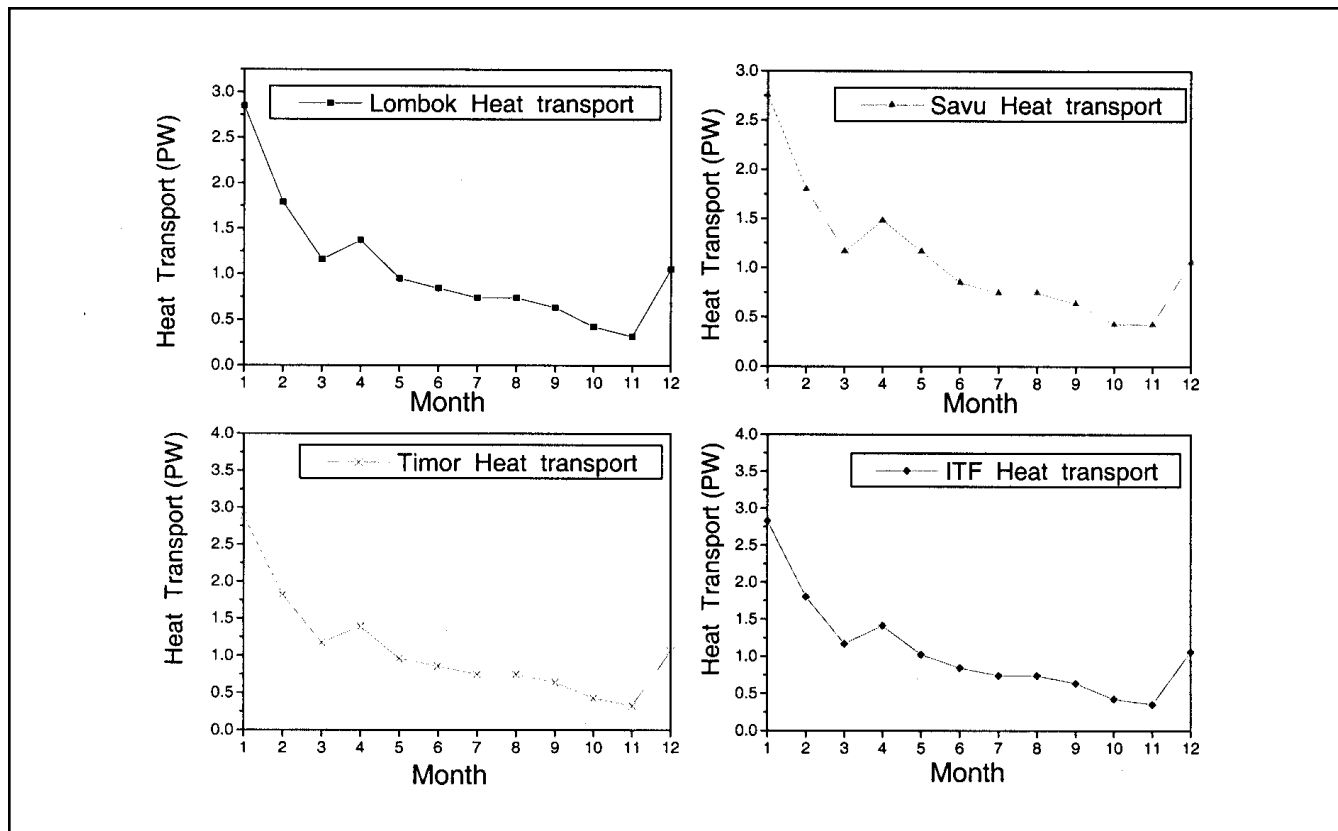 Lombok Heat transport
Heat Transport (PW)
3.0
2.5
2.0
1.5
1.0
0.5
0.0
1 2 3 4 5 6 7 8 9 10 11 12
Month
Savu Heat transport
Heat Transport (PW)
3.0
2.5
2.0
1.5
1.0
0.5
0.0
1 2 3 4 5 6 7 8 9 10 11 12
Month
Timor Heat transport
Heat Transport (PW)
4.0
3.5
3.0
2.5
2.0
1.5
1.0
0.5
0.0
1 2 3 4 5 6 7 8 9 10 11 12
Month
ITF Heat transport
Heat Transport (PW)
4.0
3.5
3.0
2.5
2.0
1.5
1.0
0.5
0.0
1 2 3 4 5 6 7 8 9 10 11 12
Month